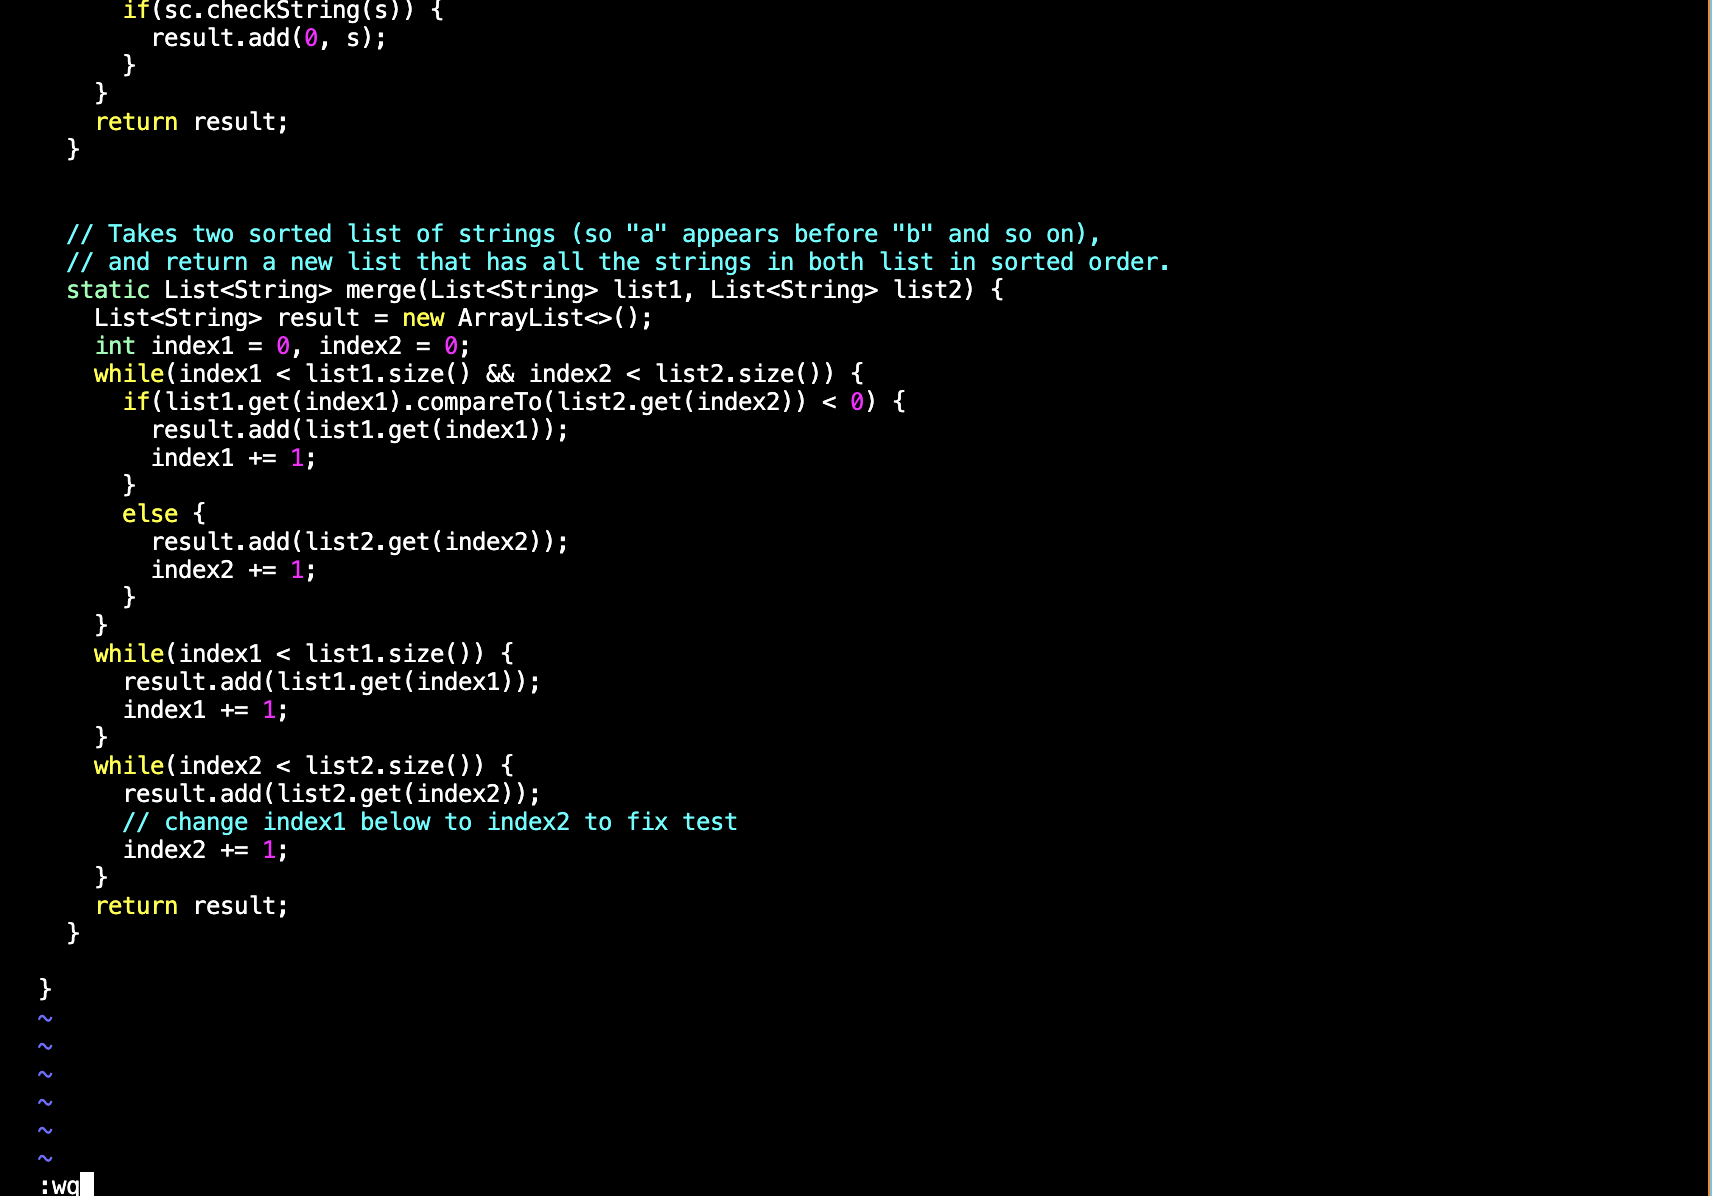 if(sc.checkString(s)) {
        result.add(0, s);
      }
    }
    return result;
  }

  // Takes two sorted list of strings (so "a" appears before "b" and so on),
  // and return a new list that has all the strings in both list in sorted order.
  static List<String> merge(List<String> list1, List<String> list2) {
    List<String> result = new ArrayList<>();
    int index1 = 0, index2 = 0;
    while(index1 < list1.size() && index2 < list2.size()) {
      if(list1.get(index1).compareTo(list2.get(index2)) < 0) {
        result.add(list1.get(index1));
        index1 += 1;
      }
      else {
        result.add(list2.get(index2));
        index2 += 1;
      }
    }
    while(index1 < list1.size()) {
      result.add(list1.get(index1));
      index1 += 1;
    }
    while(index2 < list2.size()) {
      result.add(list2.get(index2));
      // change index1 below to index2 to fix test
      index2 += 1;
    }
    return result;
  }

}
~
~
~
~
~
~
:wq